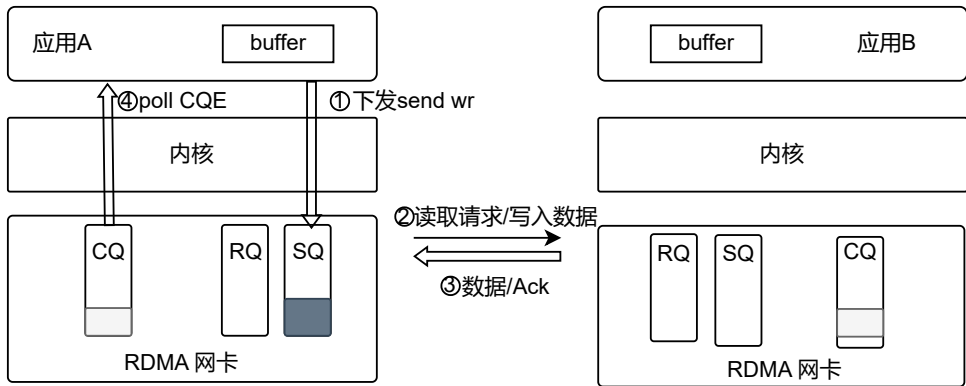 应用A
buffer
④poll CQE
①下发send wr
内核
CQ
RQ
SQ
RDMA 网卡
②读取请求/写入数据
③数据/Ack
buffer
应用B
内核
RQ
SQ
CQ
RDMA 网卡